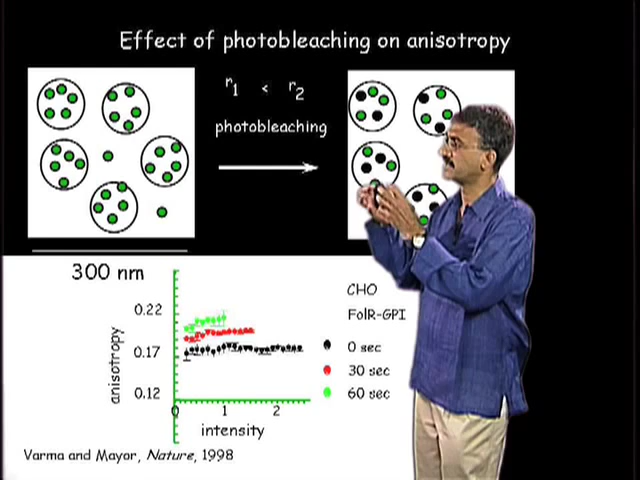 Effect of photobleaching on anisotropy
r1 < r2
photobleaching
300 nm
0.22
0.17
0.12
anisotropy
0 1 2
intensity
CHO
FolR-GPI
0 sec
30 sec
60 sec
Varma and Mayor, Nature, 1998